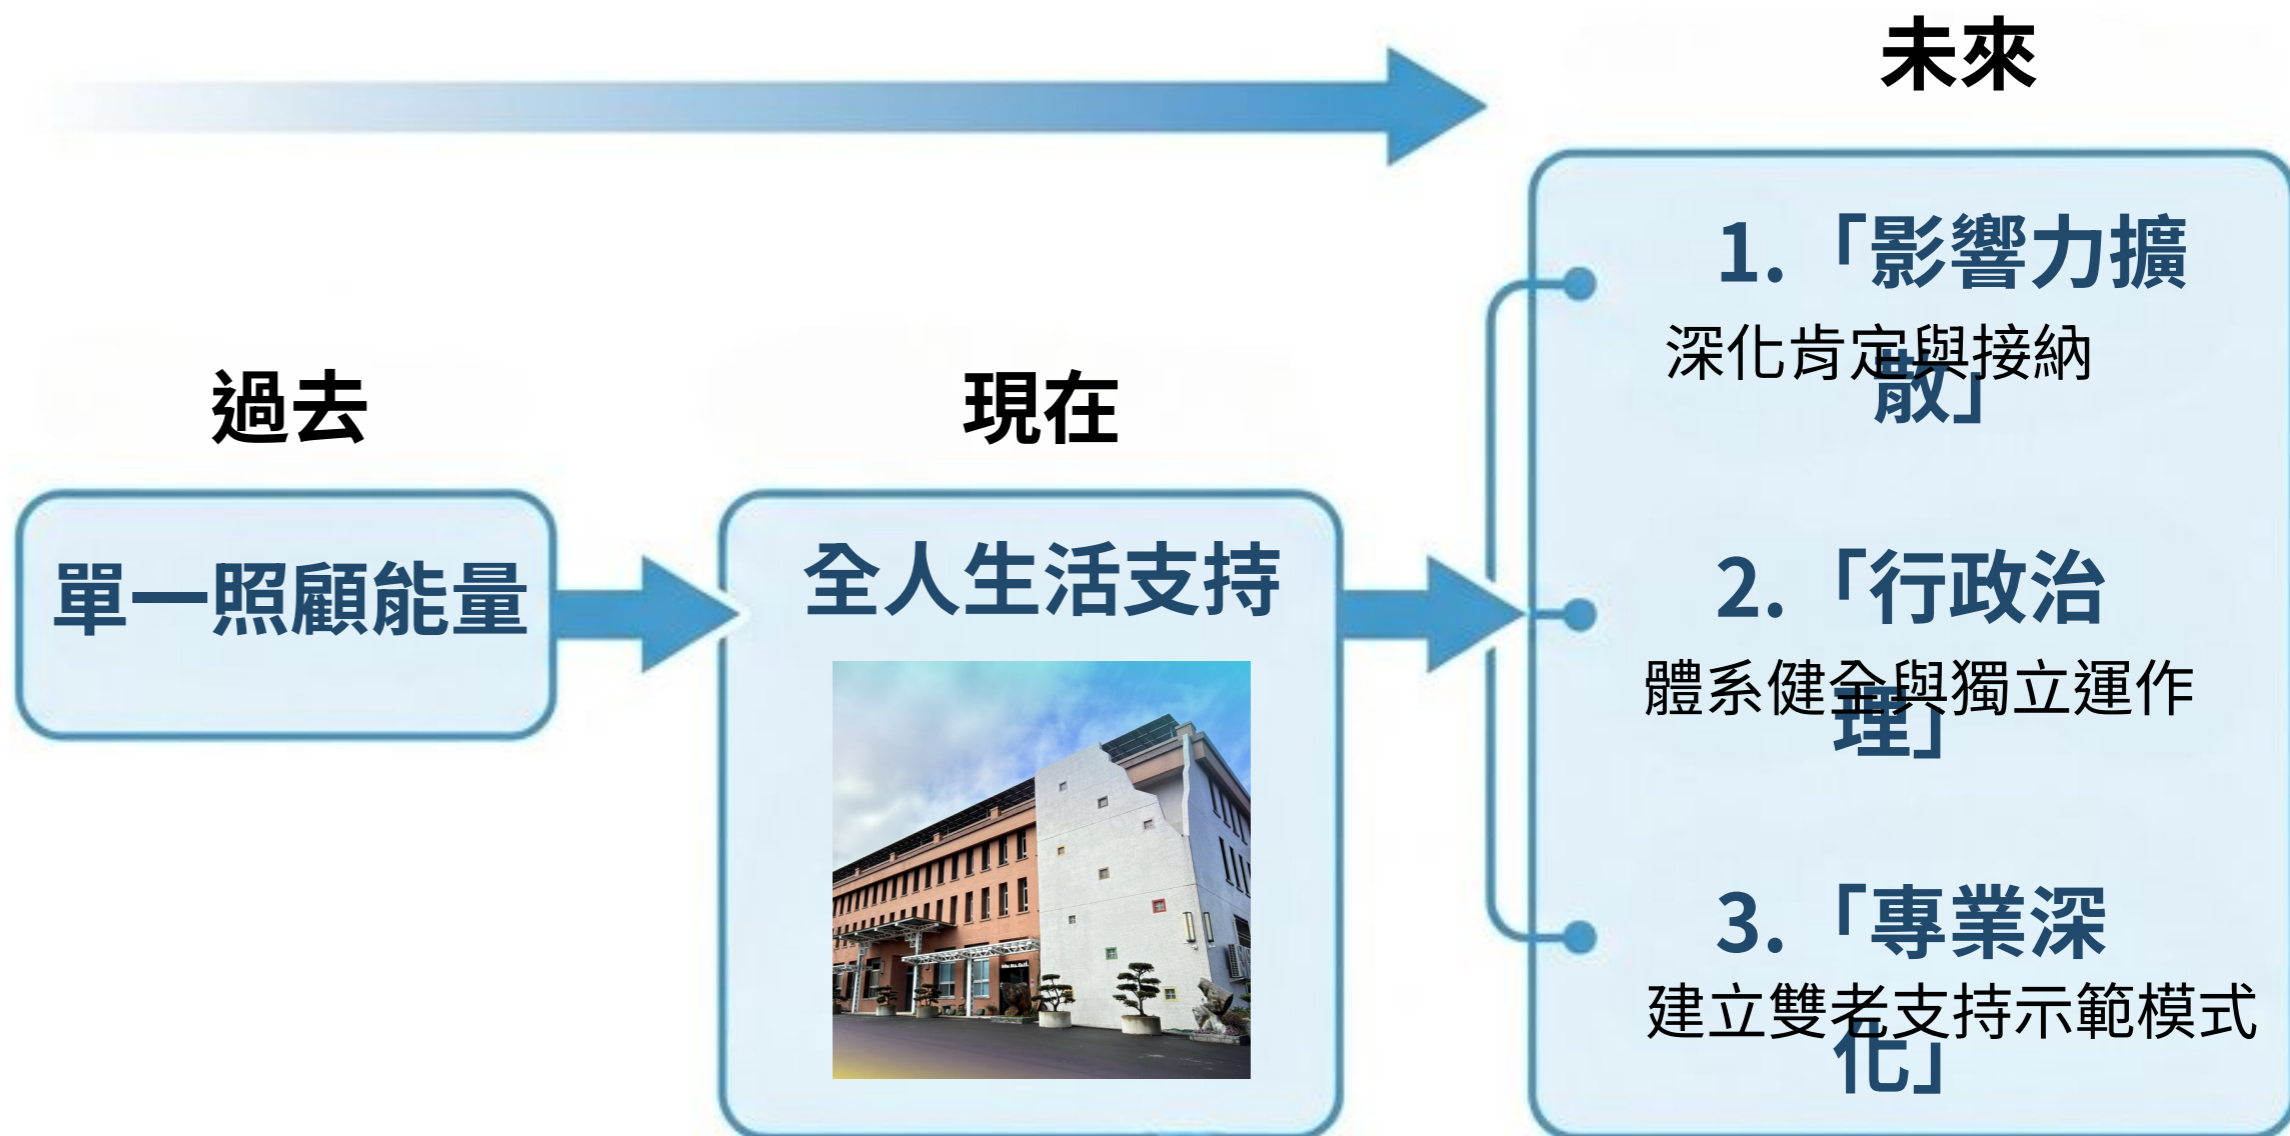 未來
過去
單一照顧能量
現在
全人生活支持
1.「影響力擴
散」
深化肯定與接納
2.「行政治
理」
體系健全與獨立運作
3.「專業深
化」
建立雙老支持示範模式